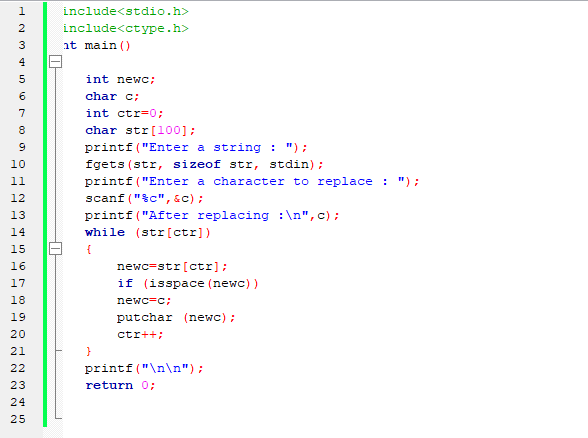 1 include<stdio.h>
2 include<ctype.h>
3 nt main()
4
5 int newc;
6 char c;
7 int ctr=0;
8 char str[100];
9 printf("Enter a string : ");
10 fgets(str, sizeof str, stdin);
11 printf("Enter a character to replace : ");
12 scanf("%c",&c);
13 printf("After replacing :\n",c);
14 while (str[ctr])
15 {
16 newc=str[ctr];
17 if (isspace(newc))
18 newc=c;
19 putchar (newc);
20 ctr++;
21 }
22 printf("\n\n");
23 return 0;
24
25